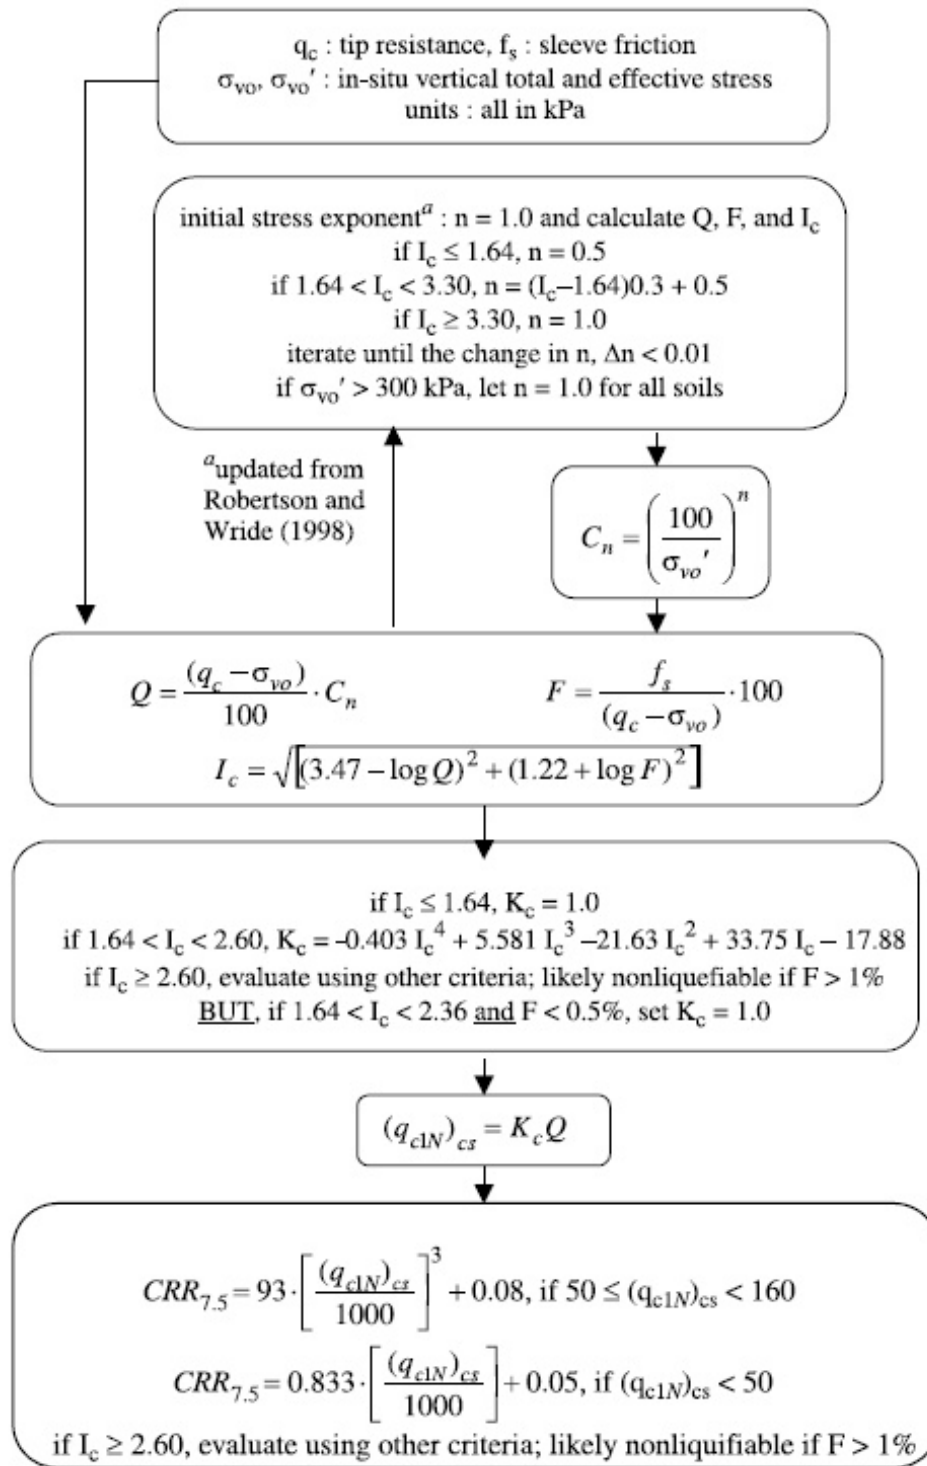 q_c : tip resistance, f_s : sleeve friction
σ_vo, σ_vo′ : in-situ vertical total and effective stress
units : all in kPa
initial stress exponent^a : n = 1.0 and calculate Q, F, and I_c
if I_c ≤ 1.64, n = 0.5
if 1.64 < I_c < 3.30, n = (I_c–1.64)0.3 + 0.5
if I_c ≥ 3.30, n = 1.0
iterate until the change in n, Δn < 0.01
if σ_vo′ > 300 kPa, let n = 1.0 for all soils
^a updated from
Robertson and
Wride (1998)
C_n = (100 / σ_vo′)^n
Q = (q_c – σ_vo) / 100 · C_n
F = f_s / (q_c – σ_vo) · 100
I_c = √[(3.47 – log Q)^2 + (1.22 + log F)^2]
if I_c ≤ 1.64, K_c = 1.0
if 1.64 < I_c < 2.60, K_c = –0.403 I_c^4 + 5.581 I_c^3 –21.63 I_c^2 + 33.75 I_c – 17.88
if I_c ≥ 2.60, evaluate using other criteria; likely nonliquefiable if F > 1%
BUT, if 1.64 < I_c < 2.36 and F < 0.5%, set K_c = 1.0
(q_c1N)_cs = K_c Q
CRR_7.5 = 93 · [(q_c1N)_cs / 1000]^3 + 0.08, if 50 ≤ (q_c1N)_cs < 160
CRR_7.5 = 0.833 · [(q_c1N)_cs / 1000] + 0.05, if (q_c1N)_cs < 50
if I_c ≥ 2.60, evaluate using other criteria; likely nonliquifiable if F > 1%